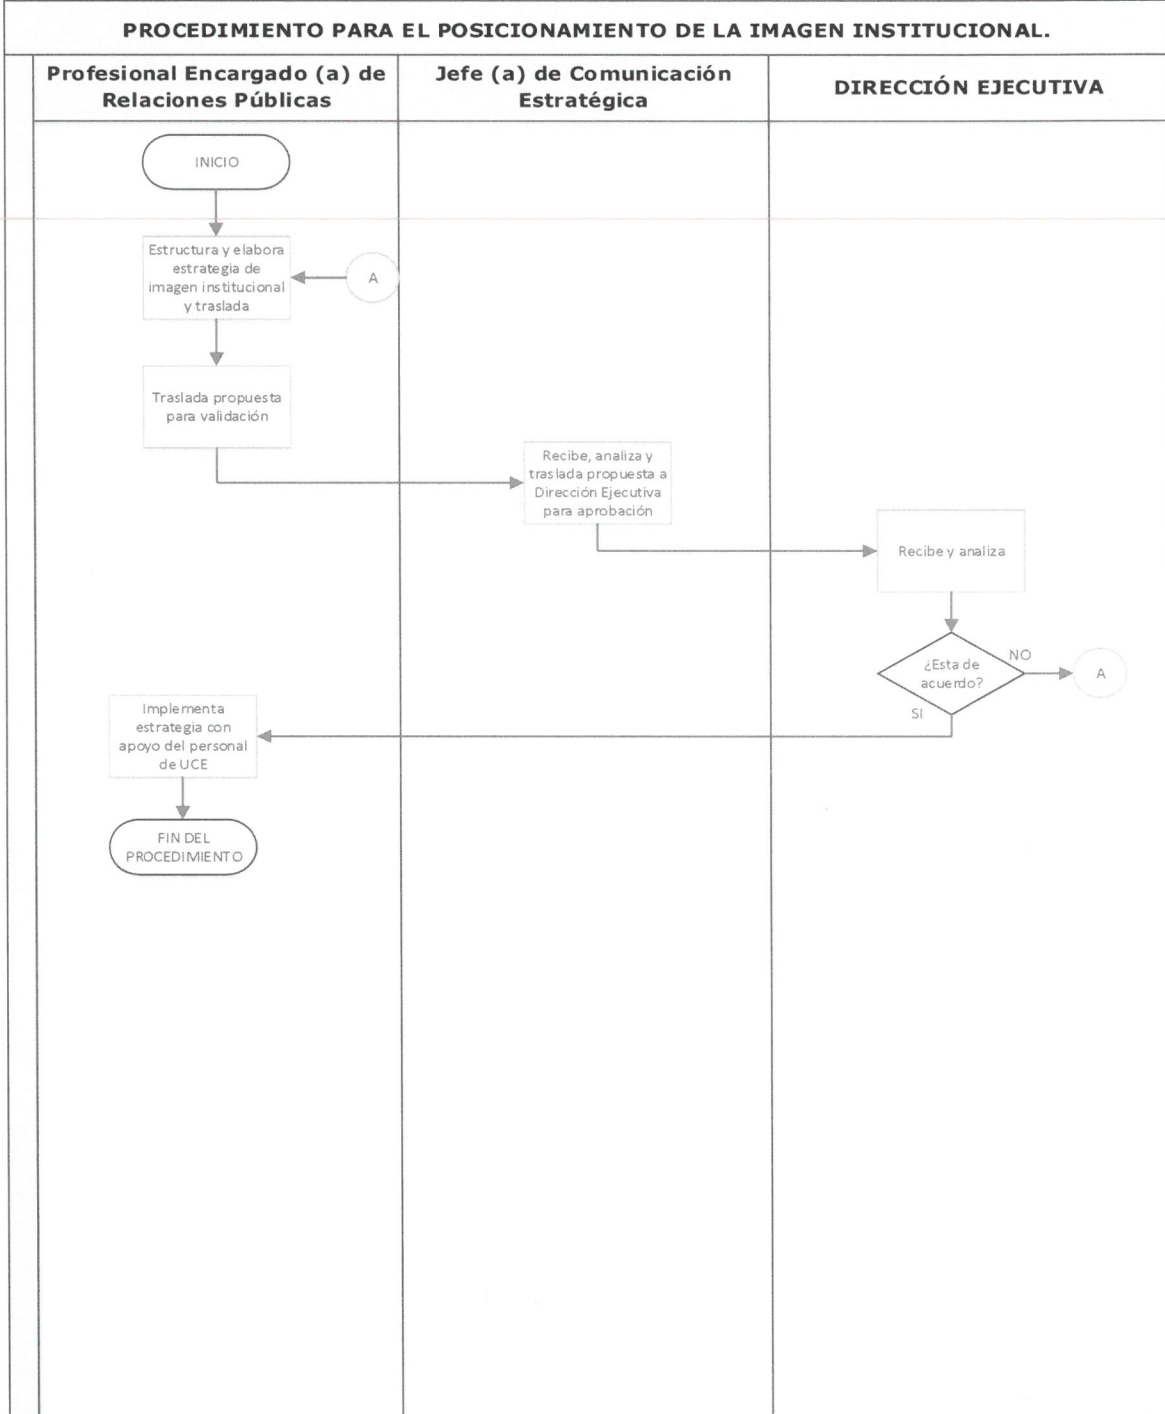 PROCEDIMIENTO PARA EL POSICIONAMIENTO DE LA IMAGEN INSTITUCIONAL.
Profesional Encargado (a) de
Relaciones Públicas
Jefe (a) de Comunicación
Estratégica
DIRECCIÓN EJECUTIVA
INICIO
Estructura y elabora
estrategia de
imagen institucional
y traslada
A
Traslada propuesta
para validación
Recibe, analiza y
traslada propuesta a
Dirección Ejecutiva
para aprobación
Recibe y analiza
¿Esta de
acuerdo?
NO
A
SI
Implementa
estrategia con
apoyo del personal
de UCE
FIN DEL
PROCEDIMIENTO